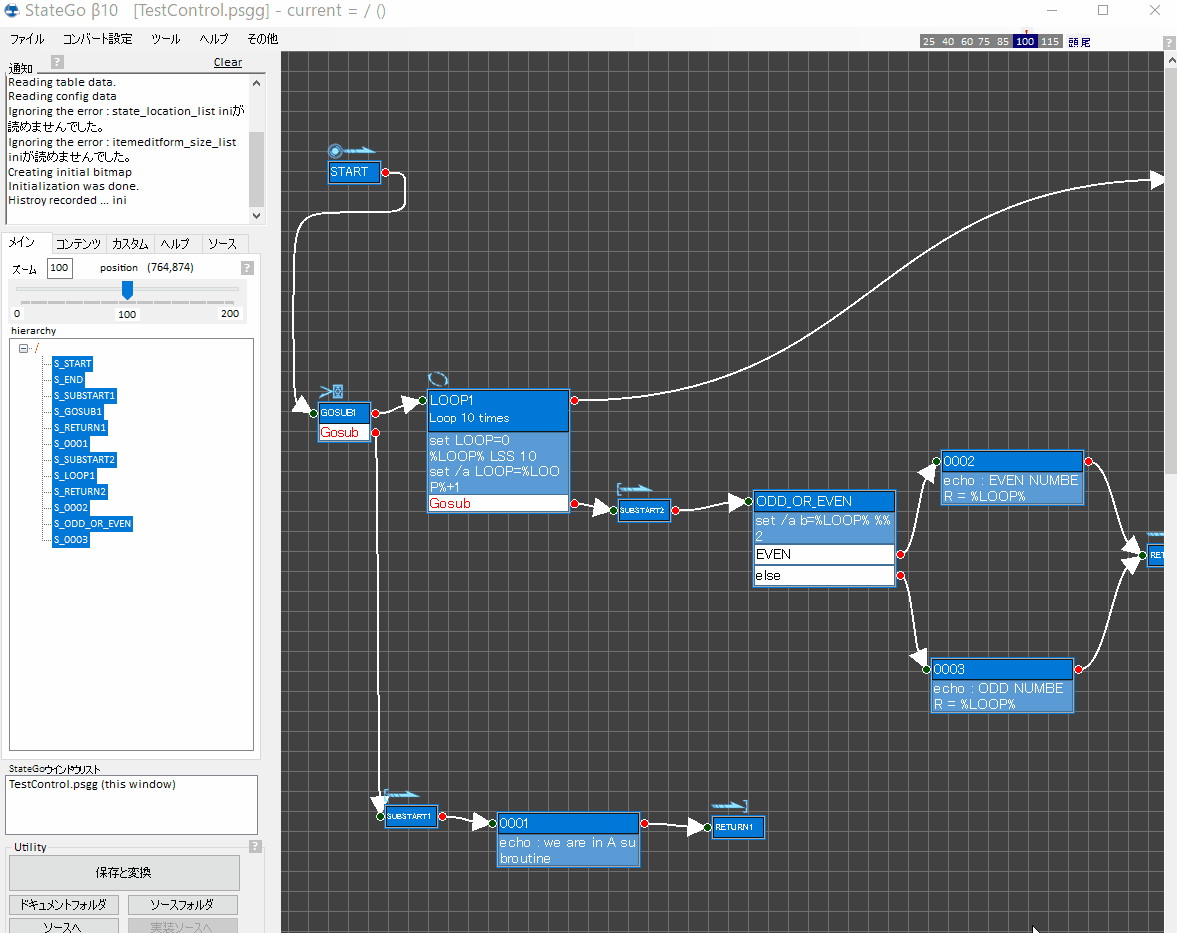 StateGo β10 [TestControl.psgg] - current = / ()
ファイル コンバート設定 ツール ヘルプ その他
25 40 60 75 85 100 115 頭 尾
?
通知 ? Clear
Reading table data.
Reading config data
Ignoring the error : state_location_list iniが
読めませんでした。
Ignoring the error : itemeditform_size_list
iniが読めませんでした。
Creating initial bitmap
Initialization was done.
Histroy recorded ... ini
メイン コンテンツ カスタム ヘルプ ソース
ズーム 100 position (764,874) ?
0 100 200
hierarchy
/
S_START
S_END
S_SUBSTART1
S_GOSUB1
S_RETURN1
S_0001
S_SUBSTART2
S_LOOP1
S_RETURN2
S_0002
S_ODD_OR_EVEN
S_0003
StateGoウインドウリスト
TestControl.psgg (this window)
Utility ?
保存と変換
ドキュメントフォルダ ソースフォルダ
ソースへ 実装ソースへ
START
GOSUB1
Gosub
LOOP1
Loop 10 times
set LOOP=0
%LOOP% LSS 10
set /a LOOP=%LOO
P%+1
Gosub
SUBSTART2
ODD_OR_EVEN
set /a b=%LOOP% %%
2
EVEN
else
0002
echo : EVEN NUMBE
R = %LOOP%
RET
0003
echo : ODD NUMBE
R = %LOOP%
SUBSTART1
0001
echo : we are in A su
broutine
RETURN1